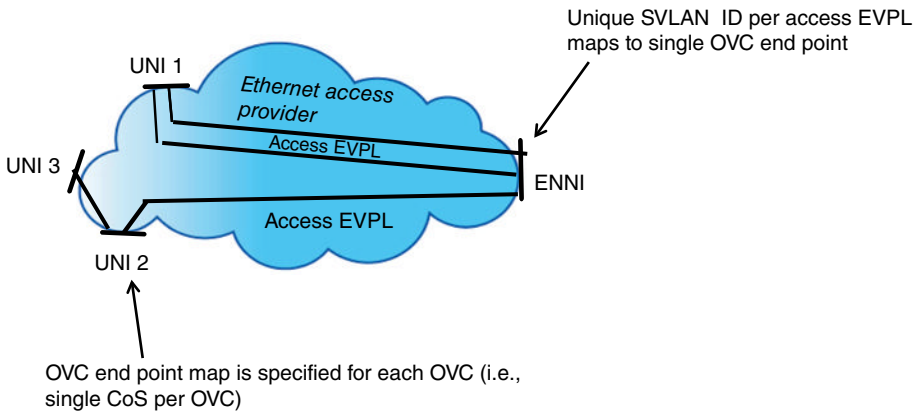 Unique SVLAN ID per access EVPL
maps to single OVC end point
UNI 1
Ethernet access
provider
Access EVPL
UNI 3
ENNI
Access EVPL
UNI 2
OVC end point map is specified for each OVC (i.e.,
single CoS per OVC)